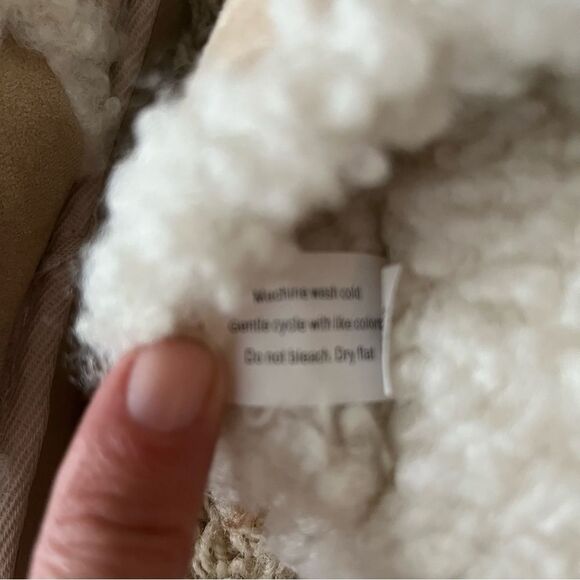 Machine wash cold
Gentle cycle with like colors
Do not bleach. Dry flat